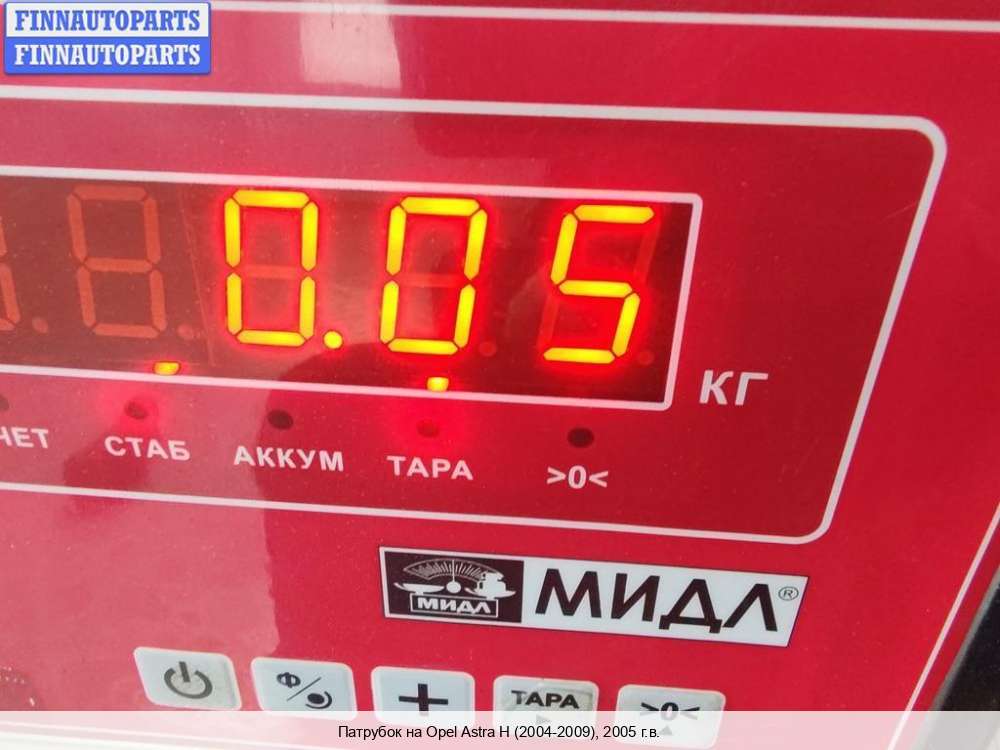 FINNAUTOPARTS
FINNAUTOPARTS
0.05
КГ
ЧЕТ
СТАБ
АККУМ
ТАРА
>0<
МИДЛ
МИДЛ®
Ф
+
ТАРА
>0<
Патрубок на Opel Astra H (2004-2009), 2005 г.в.